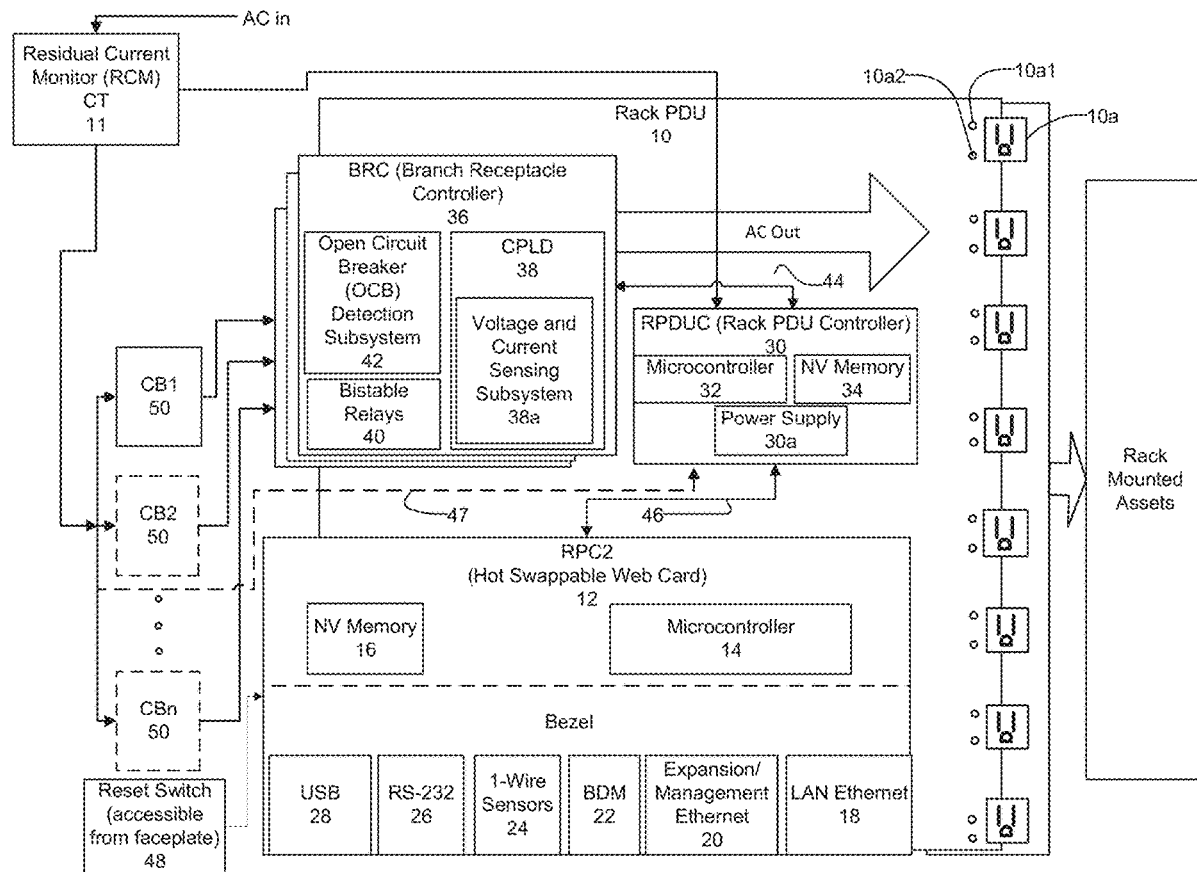 AC in
Residual Current
Monitor (RCM)
CT
11
10a2
10a1
10a
Rack PDU
10
BRC (Branch Receptacle
Controller)
36
Open Circuit
Breaker
(OCB)
Detection
Subsystem
42
CPLD
38
Voltage and
Current
Sensing
Subsystem
38a
Bistable
Relays
40
AC Out
44
RPDUC (Rack PDU Controller)
30
Microcontroller
32
NV Memory
34
Power Supply
30a
CB1
50
CB2
50
CBn
50
47
46
Rack
Mounted
Assets
RPC2
(Hot Swappable Web Card)
12
NV Memory
16
Microcontroller
14
Bezel
USB
28
RS-232
26
1-Wire
Sensors
24
BDM
22
Expansion/
Management
Ethernet
20
LAN Ethernet
18
Reset Switch
(accessible
from faceplate)
48